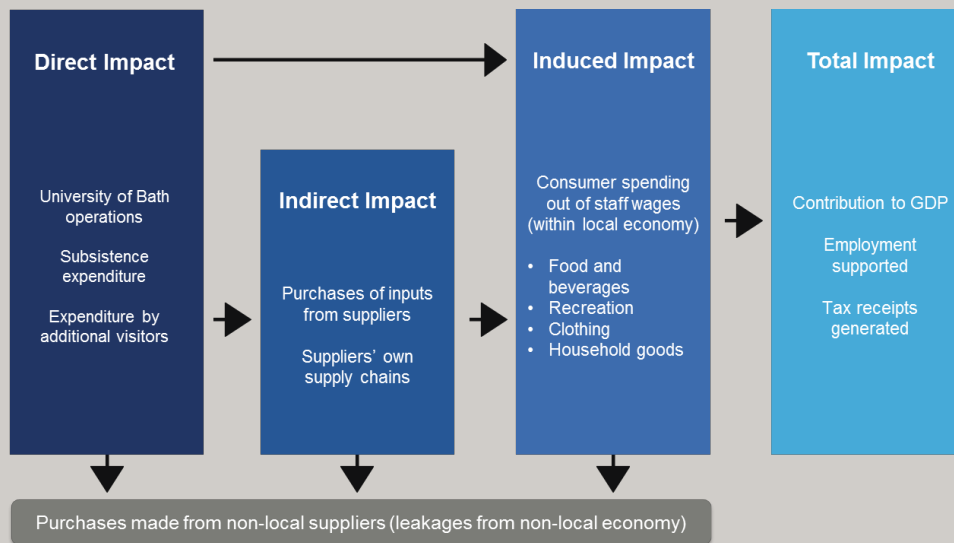 Direct Impact
University of Bath
operations
Subsistence
expenditure
Expenditure by
additional visitors
Indirect Impact
Purchases of inputs
from suppliers
Suppliers’ own
supply chains
Induced Impact
Consumer spending
out of staff wages
(within local economy)
• Food and
beverages
• Recreation
• Clothing
• Household goods
Total Impact
Contribution to GDP
Employment
supported
Tax receipts
generated
Purchases made from non-local suppliers (leakages from non-local economy)